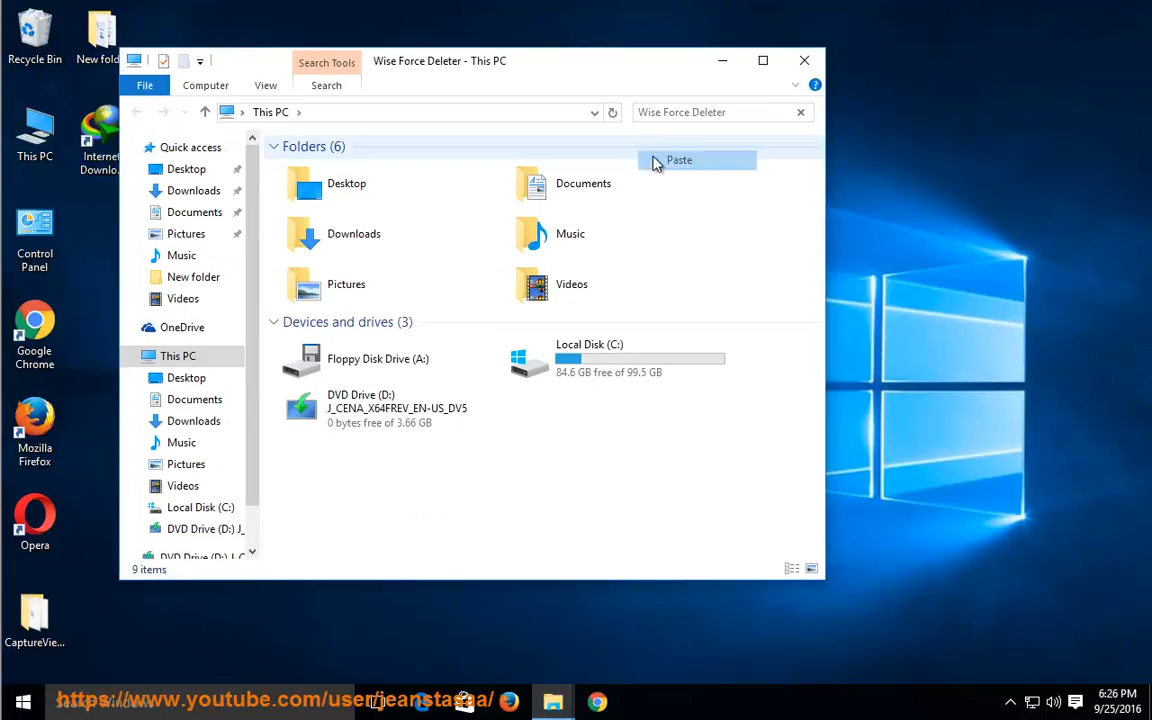 Recycle Bin
New fold
This PC
Internet
Downlo...
Control
Panel
Google
Chrome
Mozilla
Firefox
Opera
CaptureVie...
Search Tools
Wise Force Deleter - This PC
File
Computer
View
Search
This PC
Wise Force Deleter
Paste
Quick access
Desktop
Downloads
Documents
Pictures
Music
New folder
Videos
OneDrive
This PC
Desktop
Documents
Downloads
Music
Pictures
Videos
Local Disk (C:)
DVD Drive (D:) J_
DVD Drive (D:) J_C
Folders (6)
Desktop
Documents
Downloads
Music
Pictures
Videos
Devices and drives (3)
Floppy Disk Drive (A:)
Local Disk (C:)
84.6 GB free of 99.5 GB
DVD Drive (D:)
J_CENA_X64FREV_EN-US_DV5
0 bytes free of 3.66 GB
9 items
Search Windows
https://www.youtube.com/user/jeanstasaa/
6:26 PM
9/25/2016